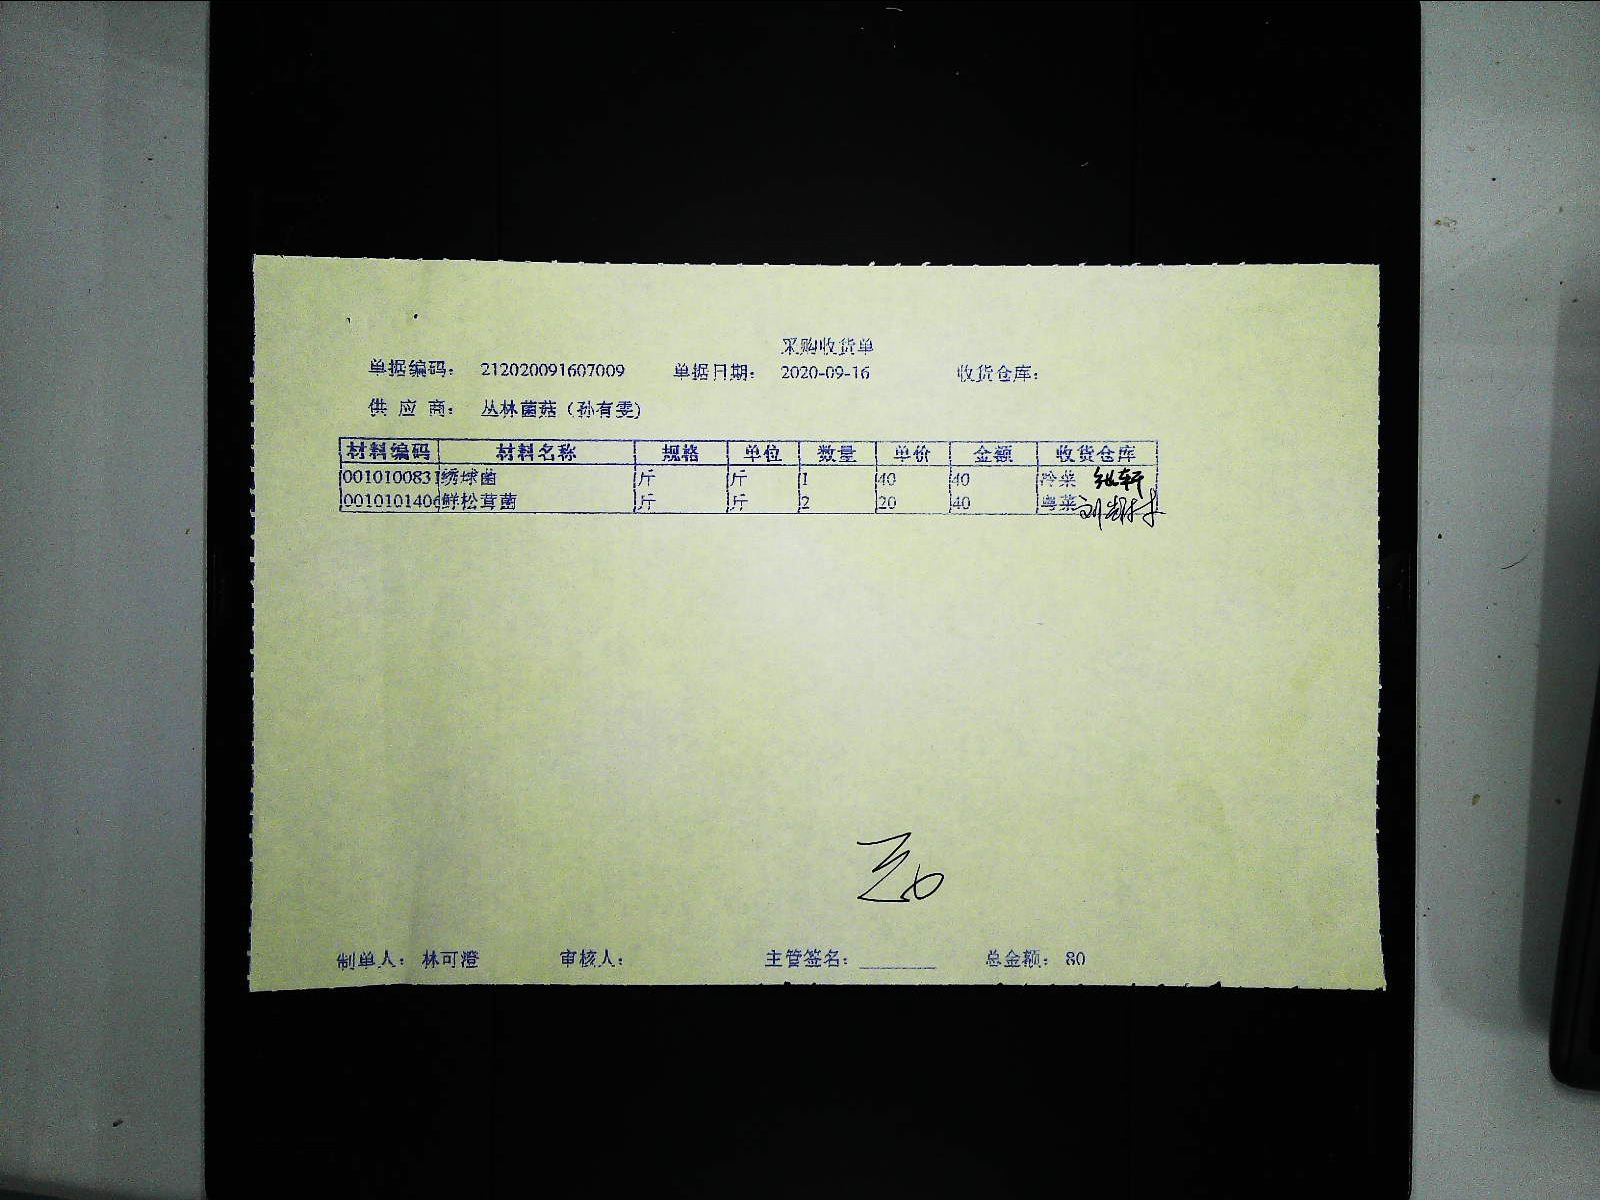 采购收货单
单据编码： 212020091607009 单据日期： 2020-09-16 收货仓库：
供 应 商： 丛林菌菇（孙有雯）
材料编码 材料名称 规格 单位 数量 单价 金额 收货仓库
0010100831 绣球菌 斤 斤 1 40 40 冷菜
001010140 鲜松茸菌 斤 斤 2 20 40 粤菜
制单人： 林可澄 审核人： 主管签名： 总金额： 80